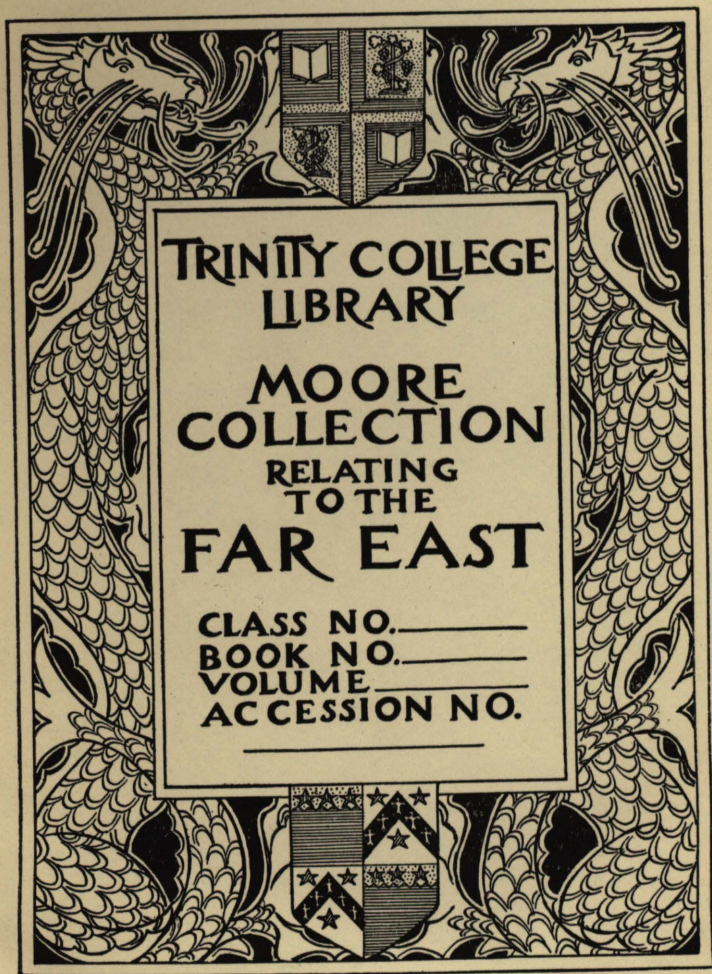 TRINITY COLLEGE
LIBRARY
MOORE
COLLECTION
RELATING
TO THE
FAR EAST
CLASS NO.
BOOK NO.
VOLUME
ACCESSION NO.